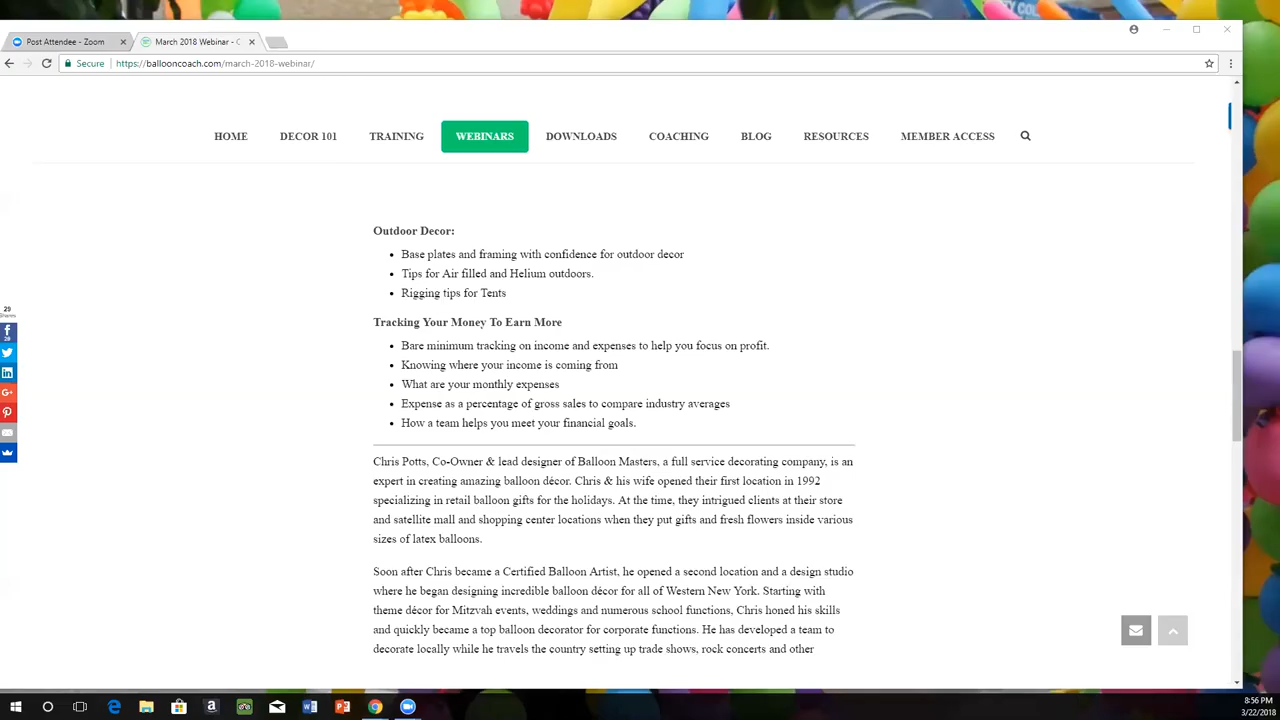 Post Attendee - Zoom
March 2018 Webinar - C
Secure https://ballooncoach.com/march-2018-webinar/
HOME DECOR 101 TRAINING WEBINARS DOWNLOADS COACHING BLOG RESOURCES MEMBER ACCESS
Outdoor Decor:
Base plates and framing with confidence for outdoor decor
Tips for Air filled and Helium outdoors.
Rigging tips for Tents
Tracking Your Money To Earn More
Bare minimum tracking on income and expenses to help you focus on profit.
Knowing where your income is coming from
What are your monthly expenses
Expense as a percentage of gross sales to compare industry averages
How a team helps you meet your financial goals.
29
Shares
28
Chris Potts, Co-Owner & lead designer of Balloon Masters, a full service decorating company, is an
expert in creating amazing balloon décor. Chris & his wife opened their first location in 1992
specializing in retail balloon gifts for the holidays. At the time, they intrigued clients at their store
and satellite mall and shopping center locations when they put gifts and fresh flowers inside various
sizes of latex balloons.
Soon after Chris became a Certified Balloon Artist, he opened a second location and a design studio
where he began designing incredible balloon décor for all of Western New York. Starting with
theme décor for Mitzvah events, weddings and numerous school functions, Chris honed his skills
and quickly became a top balloon decorator for corporate functions. He has developed a team to
decorate locally while he travels the country setting up trade shows, rock concerts and other
8:56 PM
3/22/2018